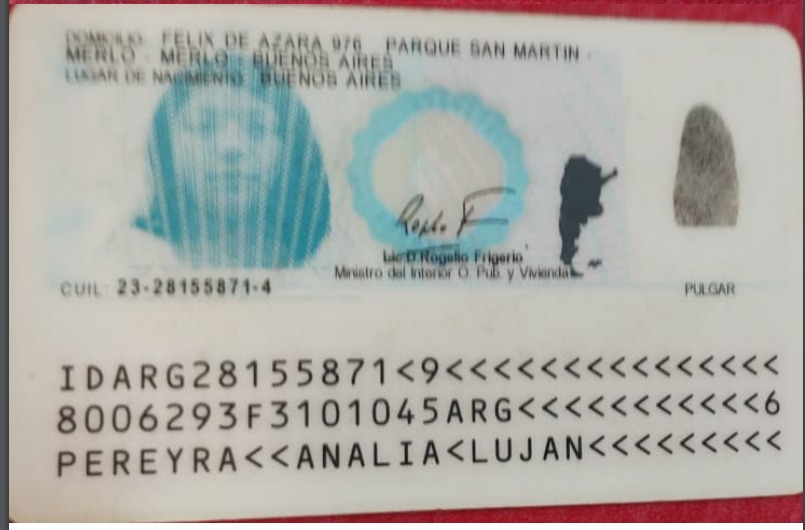 DOMICILIO: FELIX DE AZARA 976 PARQUE SAN MARTIN -
MERLO - MERLO - BUENOS AIRES
LUGAR DE NACIMIENTO: BUENOS AIRES
Lic D. Rogelio Frigerio
Ministro del Interior O. Pub. y Vivienda
CUIL: 23-28155871-4
PULGAR
IDARG28155871<9<<<<<<<<<<<<<<<
8006293F3101045ARG<<<<<<<<<<<6
PEREYRA<<ANALIA<LUJAN<<<<<<<<<